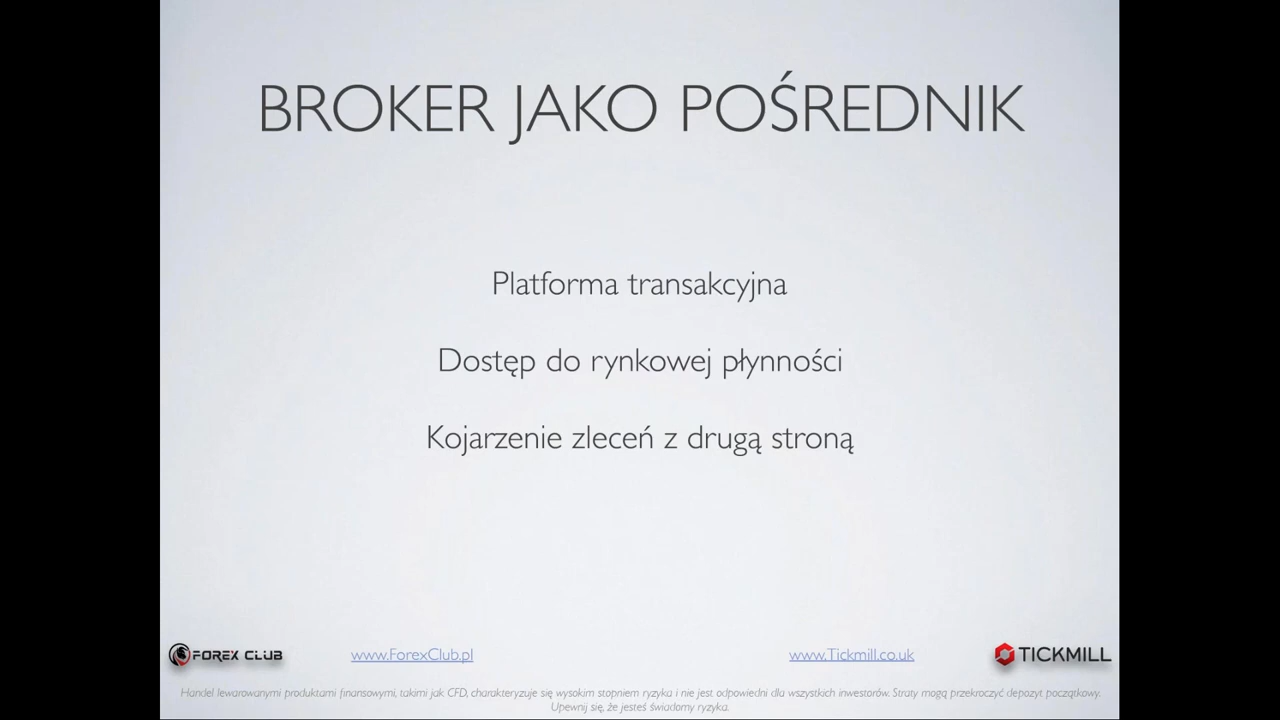 BROKER JAKO POŚREDNIK
Platforma transakcyjna
Dostęp do rynkowej płynności
Kojarzenie zleceń z drugą stroną
FOREX CLUB www.ForexClub.pl www.Tickmill.co.uk TICKMILL
Handel lewarowanymi produktami finansowymi, takimi jak CFD, charakteryzuje się wysokim stopniem ryzyka i nie jest odpowiedni dla wszystkich inwestorów. Straty mogą przekroczyć depozyt początkowy.
Upewnij się, że jesteś świadomy ryzyka.